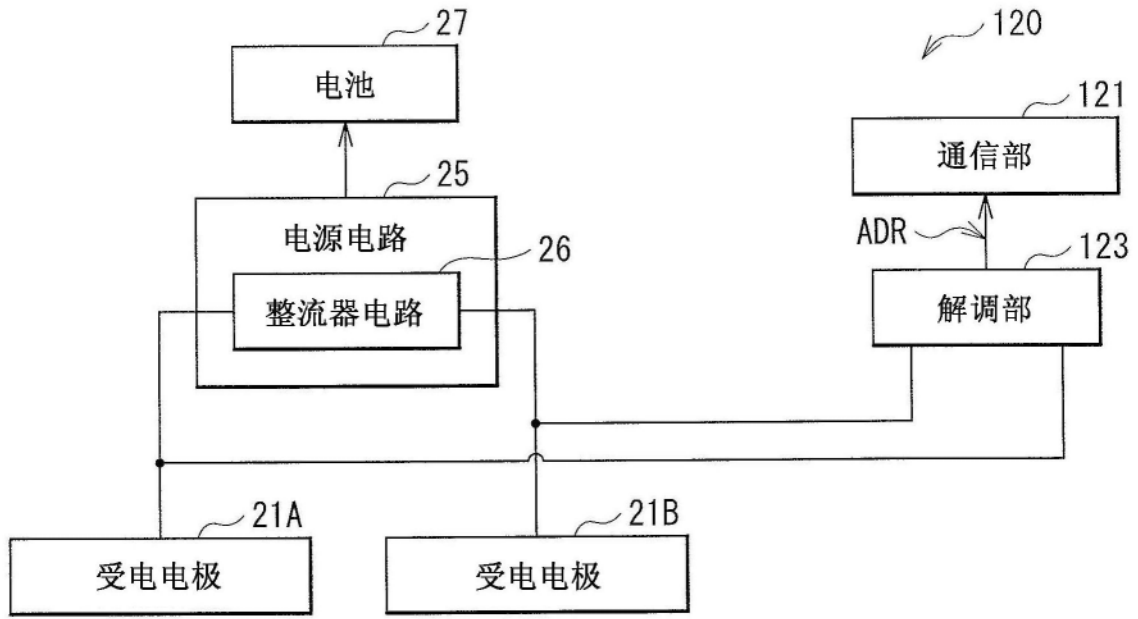 27
电池
120
121
通信部
25
电源电路
ADR
123
26
整流器电路
解调部
21A
受电电极
21B
受电电极